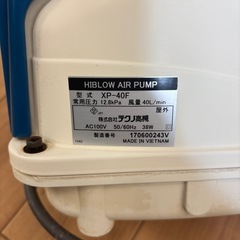 HIBLOW AIR PUMP
型式 XP-40F
常用圧力 12.8kPa 風量 40L/min
株式会社テクノ高槻 屋外
AC100V 50/60Hz 38W
製造番号 170600243V
MADE IN VIETNAM